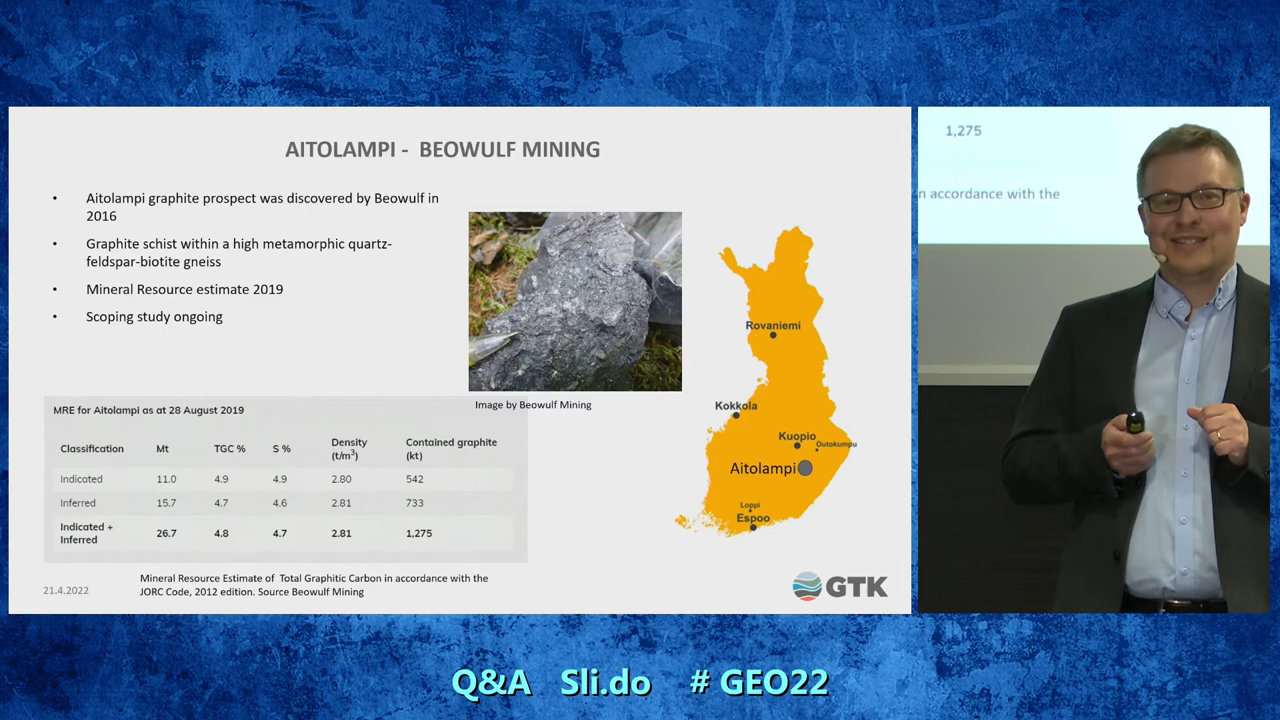 AITOLAMPI - BEOWULF MINING
• Aitolampi graphite prospect was discovered by Beowulf in
2016
• Graphite schist within a high metamorphic quartz-
feldspar-biotite gneiss
• Mineral Resource estimate 2019
• Scoping study ongoing
Image by Beowulf Mining
Rovaniemi
Kokkola
Kuopio
Outokumpu
Aitolampi
Loppi
Espoo
MRE for Aitolampi as at 28 August 2019
Classification Mt TGC % S % Density (t/m³) Contained graphite (kt)
Indicated 11.0 4.9 4.9 2.80 542
Inferred 15.7 4.7 4.6 2.81 733
Indicated + Inferred 26.7 4.8 4.7 2.81 1,275
Mineral Resource Estimate of Total Graphitic Carbon in accordance with the
JORC Code, 2012 edition. Source Beowulf Mining
21.4.2022
GTK
1,275
n accordance with the
Q&A Sli.do # GEO22